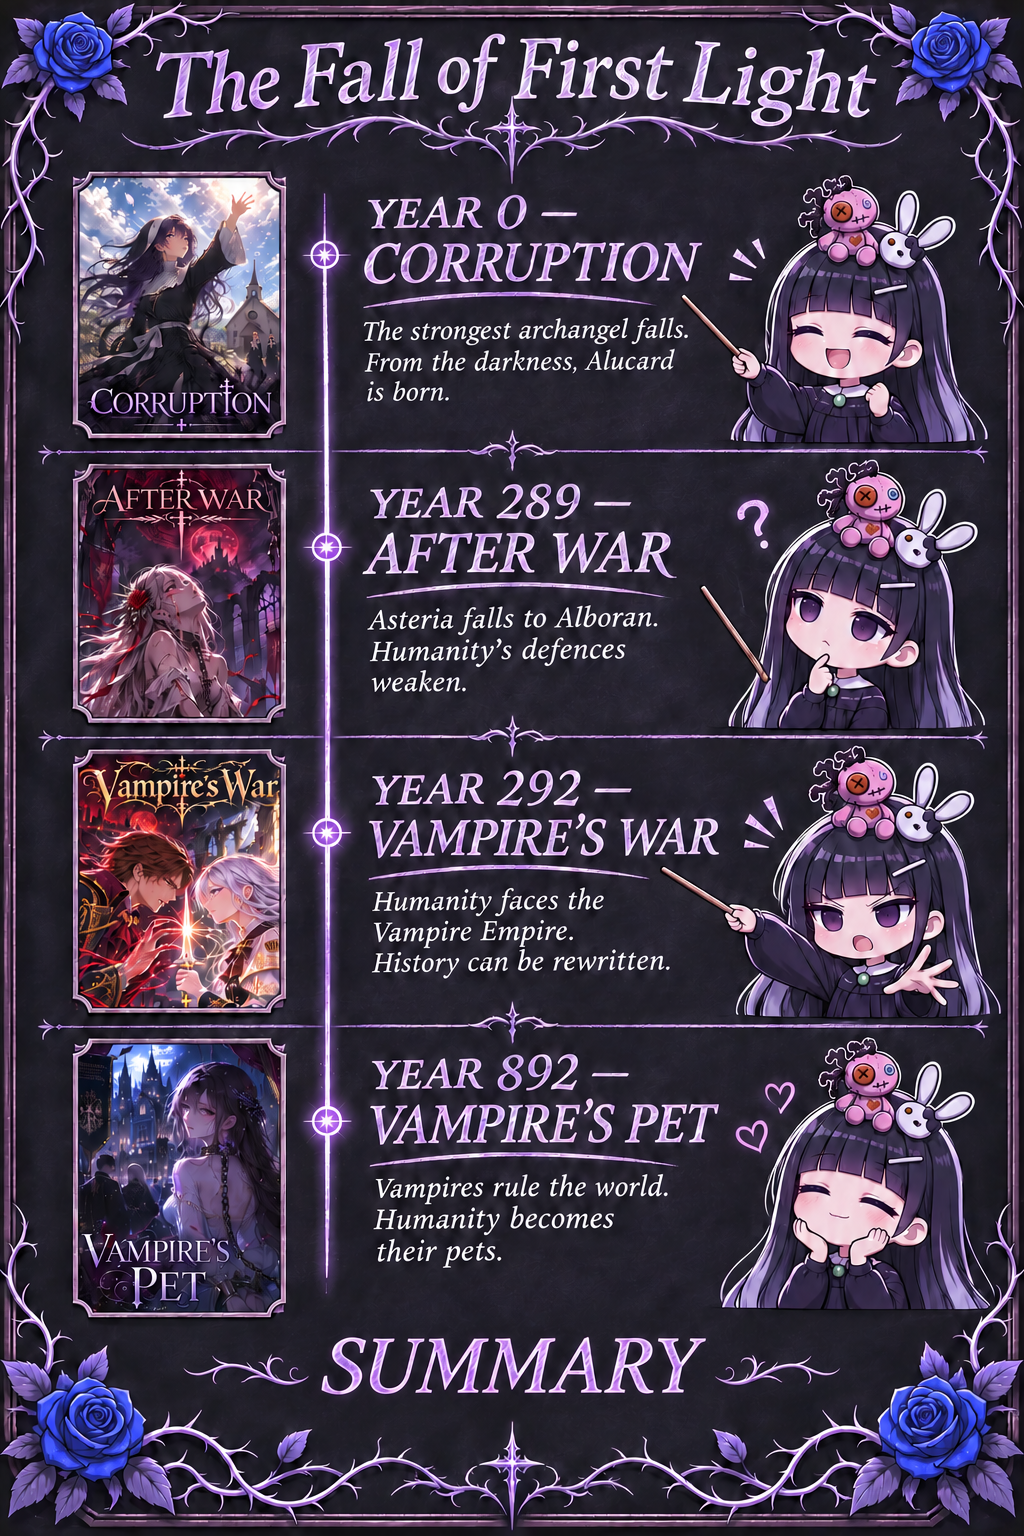 The Fall of First Light
CORRUPTION
YEAR 0 —
CORRUPTION
The strongest archangel falls.
From the darkness, Alucard
is born.
AFTER WAR
YEAR 289 —
AFTER WAR
?
Asteria falls to Alboran.
Humanity's defences
weaken.
Vampire's War
YEAR 292 —
VAMPIRE'S WAR
Humanity faces the
Vampire Empire.
History can be rewritten.
VAMPIRE'S
PET
YEAR 892 —
VAMPIRE'S PET
Vampires rule the world.
Humanity becomes
their pets.
SUMMARY